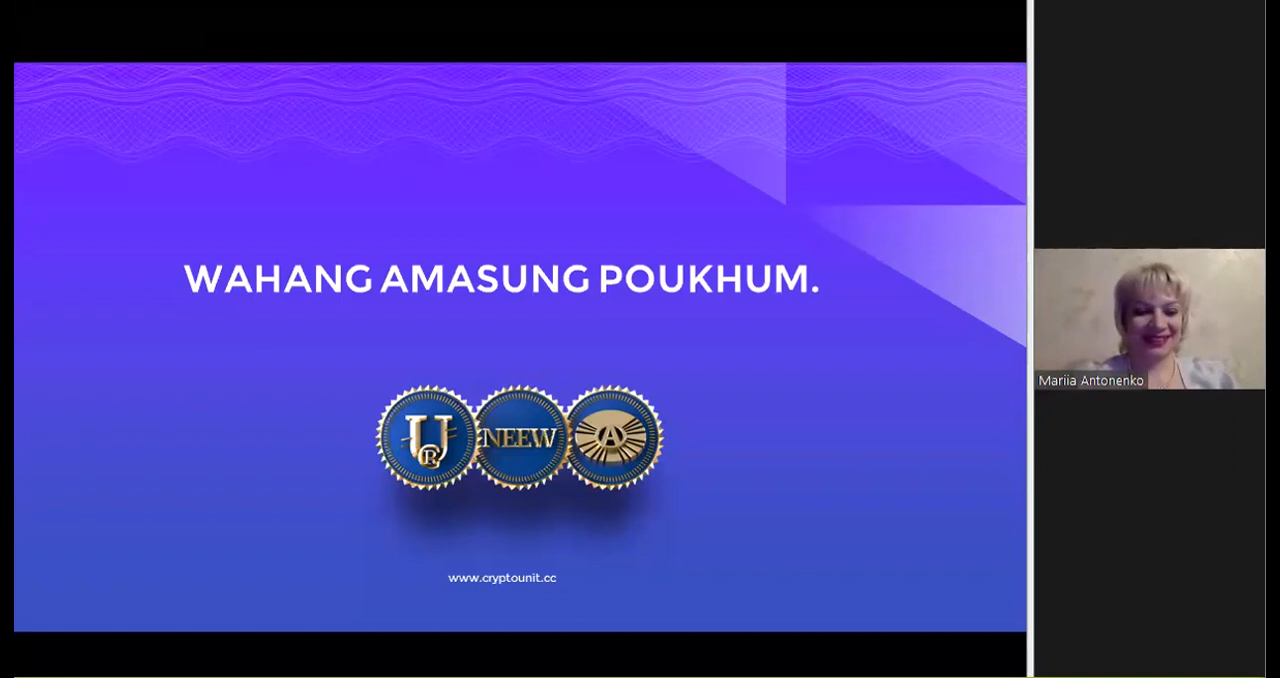 WAHANG AMASUNG POUKHUM.
U
R
NEEW
A
www.cryptounit.cc
Mariia Antonenko